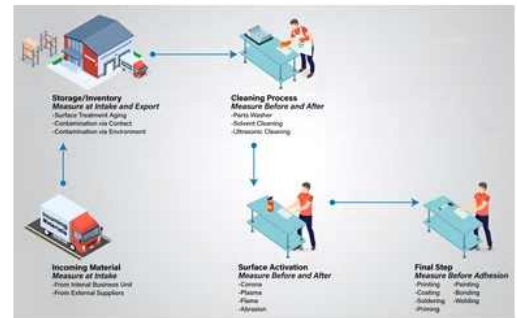 Storage/Inventory
Measure at Intake and Export
-Surface Treatment Aging
-Contamination via Contact
-Contamination via Environment
Cleaning Process
Measure Before and After
-Parts Washer
-Solvent Cleaning
-Ultrasonic Cleaning
Incoming Material
Measure at Intake
-From Interal Business Unit
-From External Suppliers
Surface Activation
Measure Before and After
-Corona
-Plasma
-Flame
-Abrasion
Final Step
Measure Before Adhesion
-Printing -Painting
-Coating -Bonding
-Soldering -Welding
-Priming